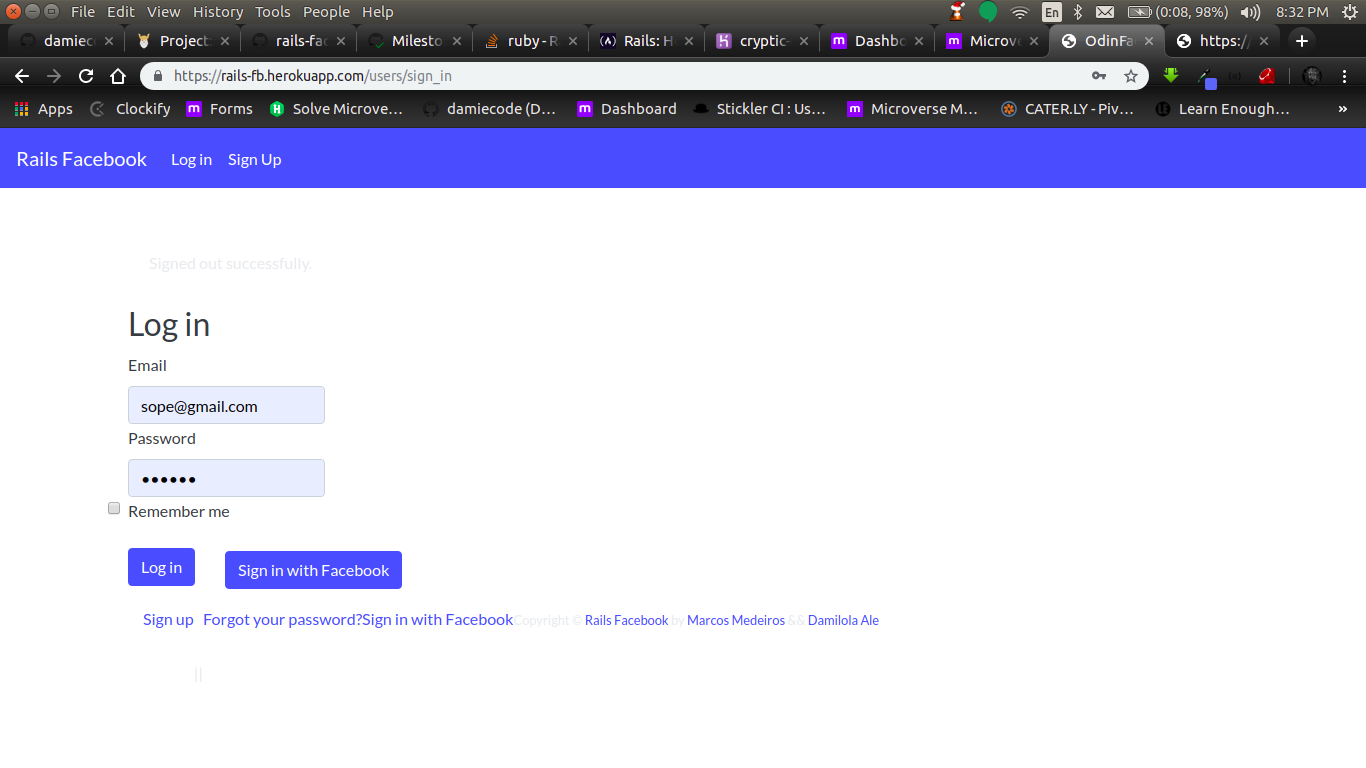 File Edit View History Tools People Help En (0:08, 98%) 8:32 PM
damiec Project: rails-fac Milesto ruby - R Rails: H cryptic- Dashbo Microve OdinFa https://
https://rails-fb.herokuapp.com/users/sign_in
Apps Clockify Forms Solve Microve... damiecode (D... Dashboard Stickler CI : Us... Microverse M... CATER.LY - Piv... Learn Enough... »
Rails Facebook Log in Sign Up
Signed out successfully.
Log in
Email
sope@gmail.com
Password
••••••
Remember me
Log in Sign in with Facebook
Sign up Forgot your password?Sign in with FacebookCopyright © Rails Facebook by Marcos Medeiros && Damilola Ale
||